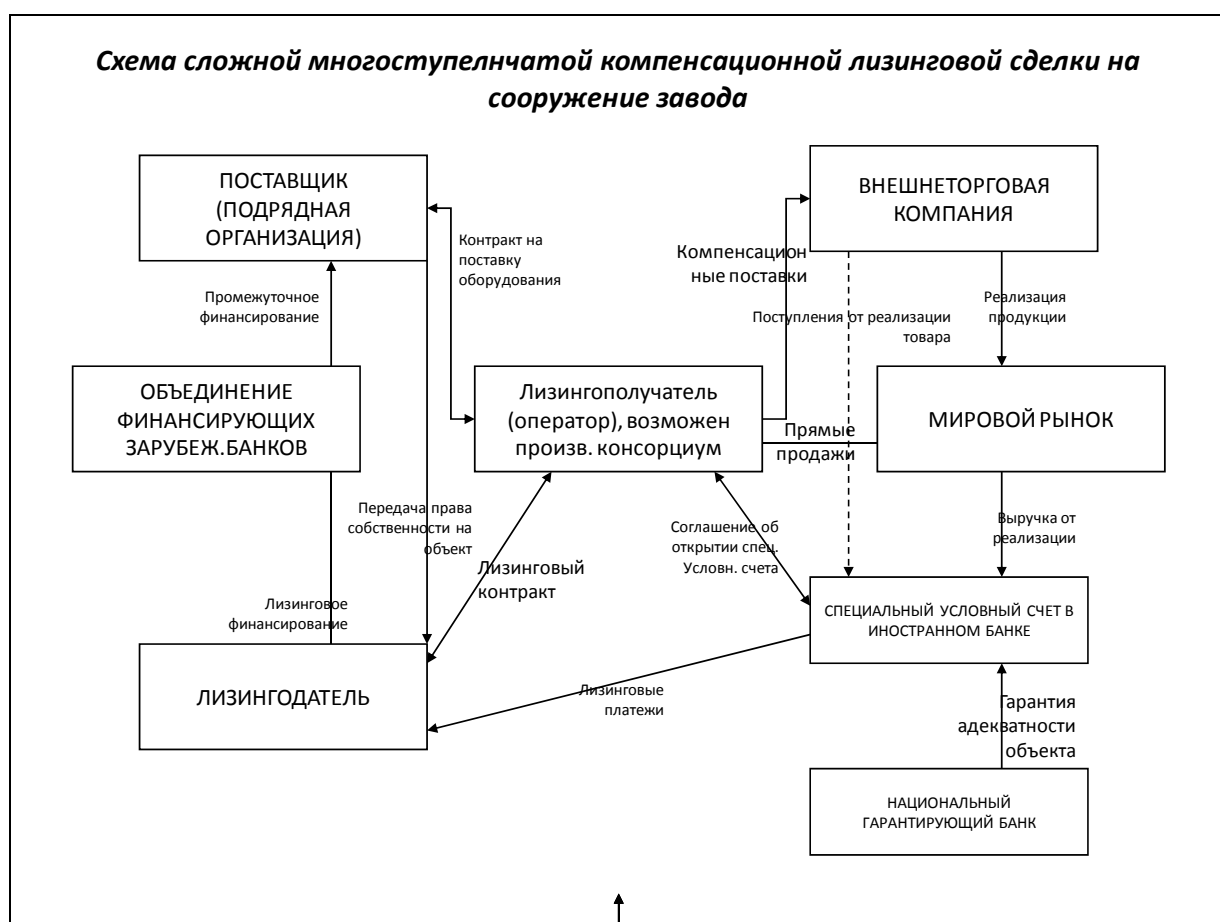 Схема сложной многоступелнчатой компенсационной лизинговой сделки на
сооружение завода
ПОСТАВЩИК
(ПОДРЯДНАЯ
ОРГАНИЗАЦИЯ)
ВНЕШНЕТОРГОВАЯ
КОМПАНИЯ
Контракт на
поставку
оборудования
Компенсацион
ные поставки
Промежуточное
финансирование
Поступления от реализации
товара
Реализация
продукции
ОБЪЕДИНЕНИЕ
ФИНАНСИРУЮЩИХ
ЗАРУБЕЖ.БАНКОВ
Лизингополучатель
(оператор), возможен
произв. консорциум
Прямые
продажи
МИРОВОЙ РЫНОК
Передача права
собственности на
объект
Лизинговый
контракт
Соглашение об
открытии спец.
Условн. счета
Выручка от
реализации
Лизинговое
финансирование
СПЕЦИАЛЬНЫЙ УСЛОВНЫЙ СЧЕТ В
ИНОСТРАННОМ БАНКЕ
ЛИЗИНГОДАТЕЛЬ
Лизинговые
платежи
Гарантия
адекватности
объекта
НАЦИОНАЛЬНЫЙ
ГАРАНТИРУЮЩИЙ БАНК